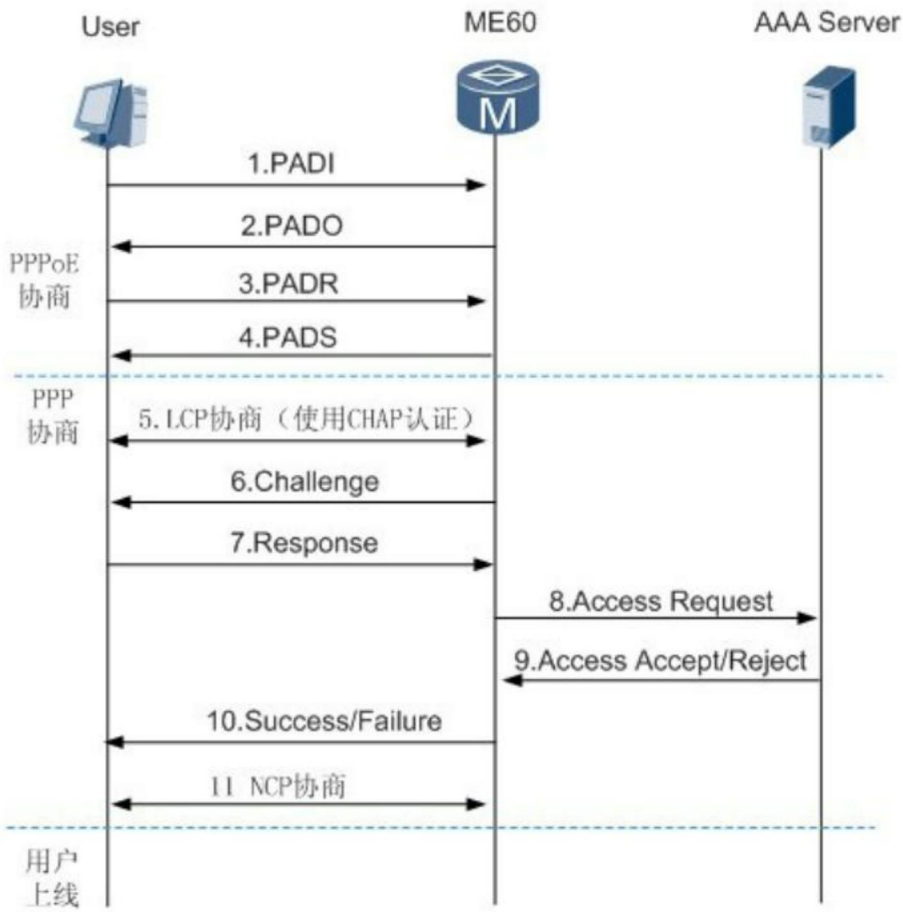 User
ME60
AAA Server
M
1.PADI
2.PADO
PPPoE
协商
3.PADR
4.PADS
PPP
协商
5.LCP协商（使用CHAP认证）
6.Challenge
7.Response
8.Access Request
9.Access Accept/Reject
10.Success/Failure
11 NCP协商
用户
上线